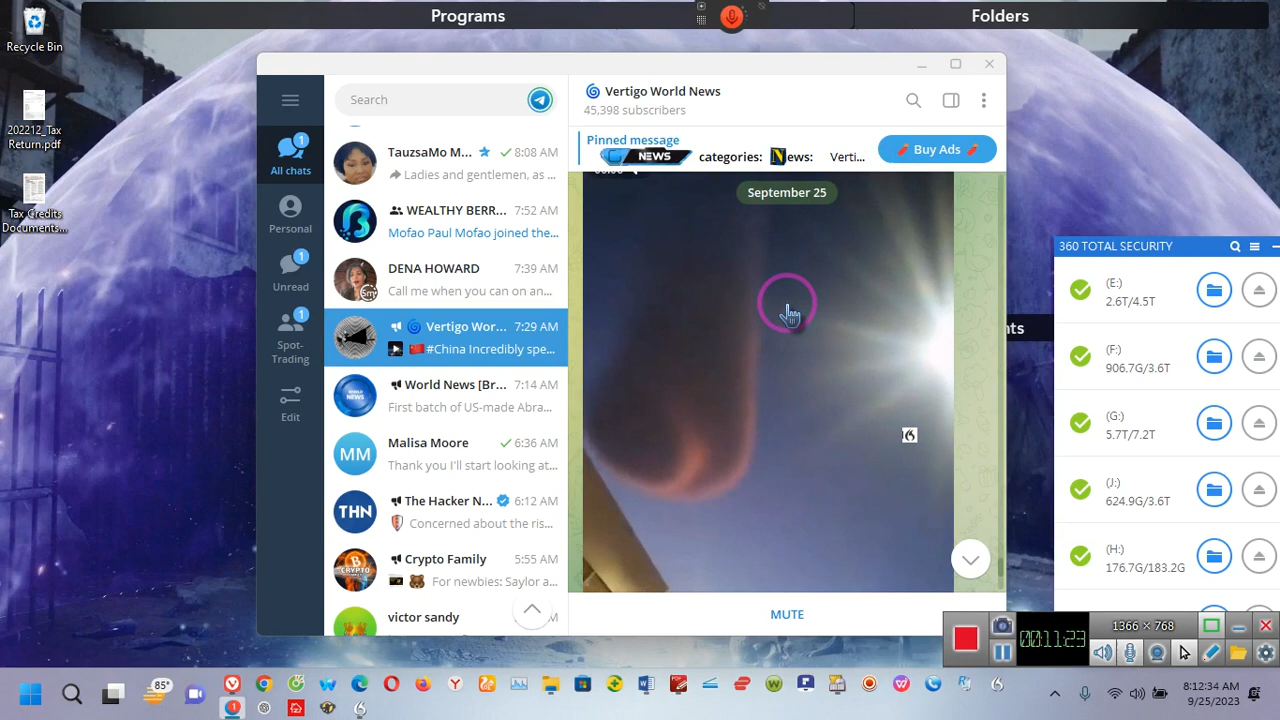 Programs
Folders
Recycle Bin
202212_Tax
Return.pdf
Tax Credits
Documents...
1
All chats
Personal
1
Unread
1
Spot-
Trading
Edit
Search
TauzsaMo M... 8:08 AM
Ladies and gentlemen, as ...
WEALTHY BERR... 7:52 AM
Mofao Paul Mofao joined the...
DENA HOWARD 7:39 AM
Call me when you can on an...
Vertigo Wor... 7:29 AM
#China Incredibly spe...
World News [Br... 7:14 AM
First batch of US-made Abra...
MM
Malisa Moore 6:36 AM
Thank you I'll start looking at...
THN
The Hacker N... 6:12 AM
Concerned about the ris...
Crypto Family 5:55 AM
For newbies: Saylor a...
victor sandy
Vertigo World News
45,398 subscribers
Pinned message
NEWS categories: News: Verti...
Buy Ads
September 25
MUTE
360 TOTAL SECURITY
(E:)
2.6T/4.5T
(F:)
906.7G/3.6T
(G:)
5.7T/7.2T
(J:)
624.9G/3.6T
(H:)
176.7G/183.2G
1366 × 768
00:11:23
85°
8:12:34 AM
9/25/2023